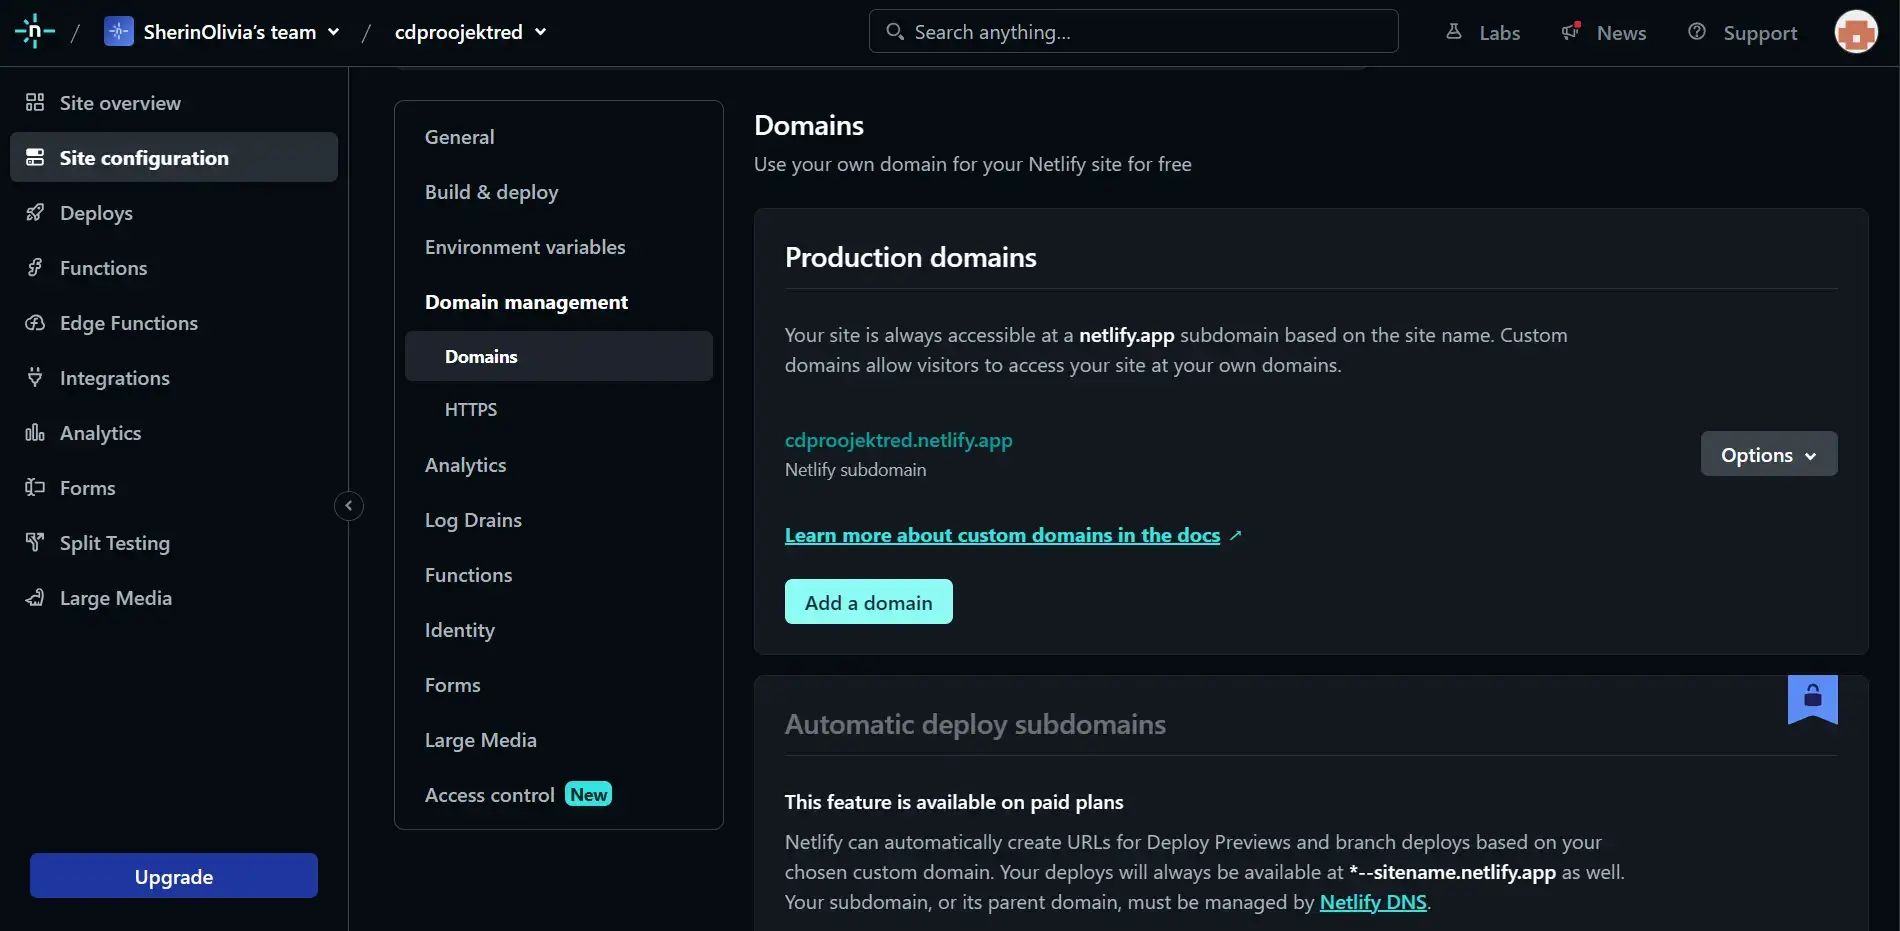 SherinOlivia's team
cdproojektred
Search anything...
Labs
News
Support
Site overview
Site configuration
Deploys
Functions
Edge Functions
Integrations
Analytics
Forms
Split Testing
Large Media
Upgrade
General
Build & deploy
Environment variables
Domain management
Domains
HTTPS
Analytics
Log Drains
Functions
Identity
Forms
Large Media
Access control New
Domains
Use your own domain for your Netlify site for free
Production domains
Your site is always accessible at a netlify.app subdomain based on the site name. Custom
domains allow visitors to access your site at your own domains.
cdproojektred.netlify.app
Netlify subdomain
Options
Learn more about custom domains in the docs
Add a domain
Automatic deploy subdomains
This feature is available on paid plans
Netlify can automatically create URLs for Deploy Previews and branch deploys based on your
chosen custom domain. Your deploys will always be available at *--sitename.netlify.app as well.
Your subdomain, or its parent domain, must be managed by Netlify DNS.